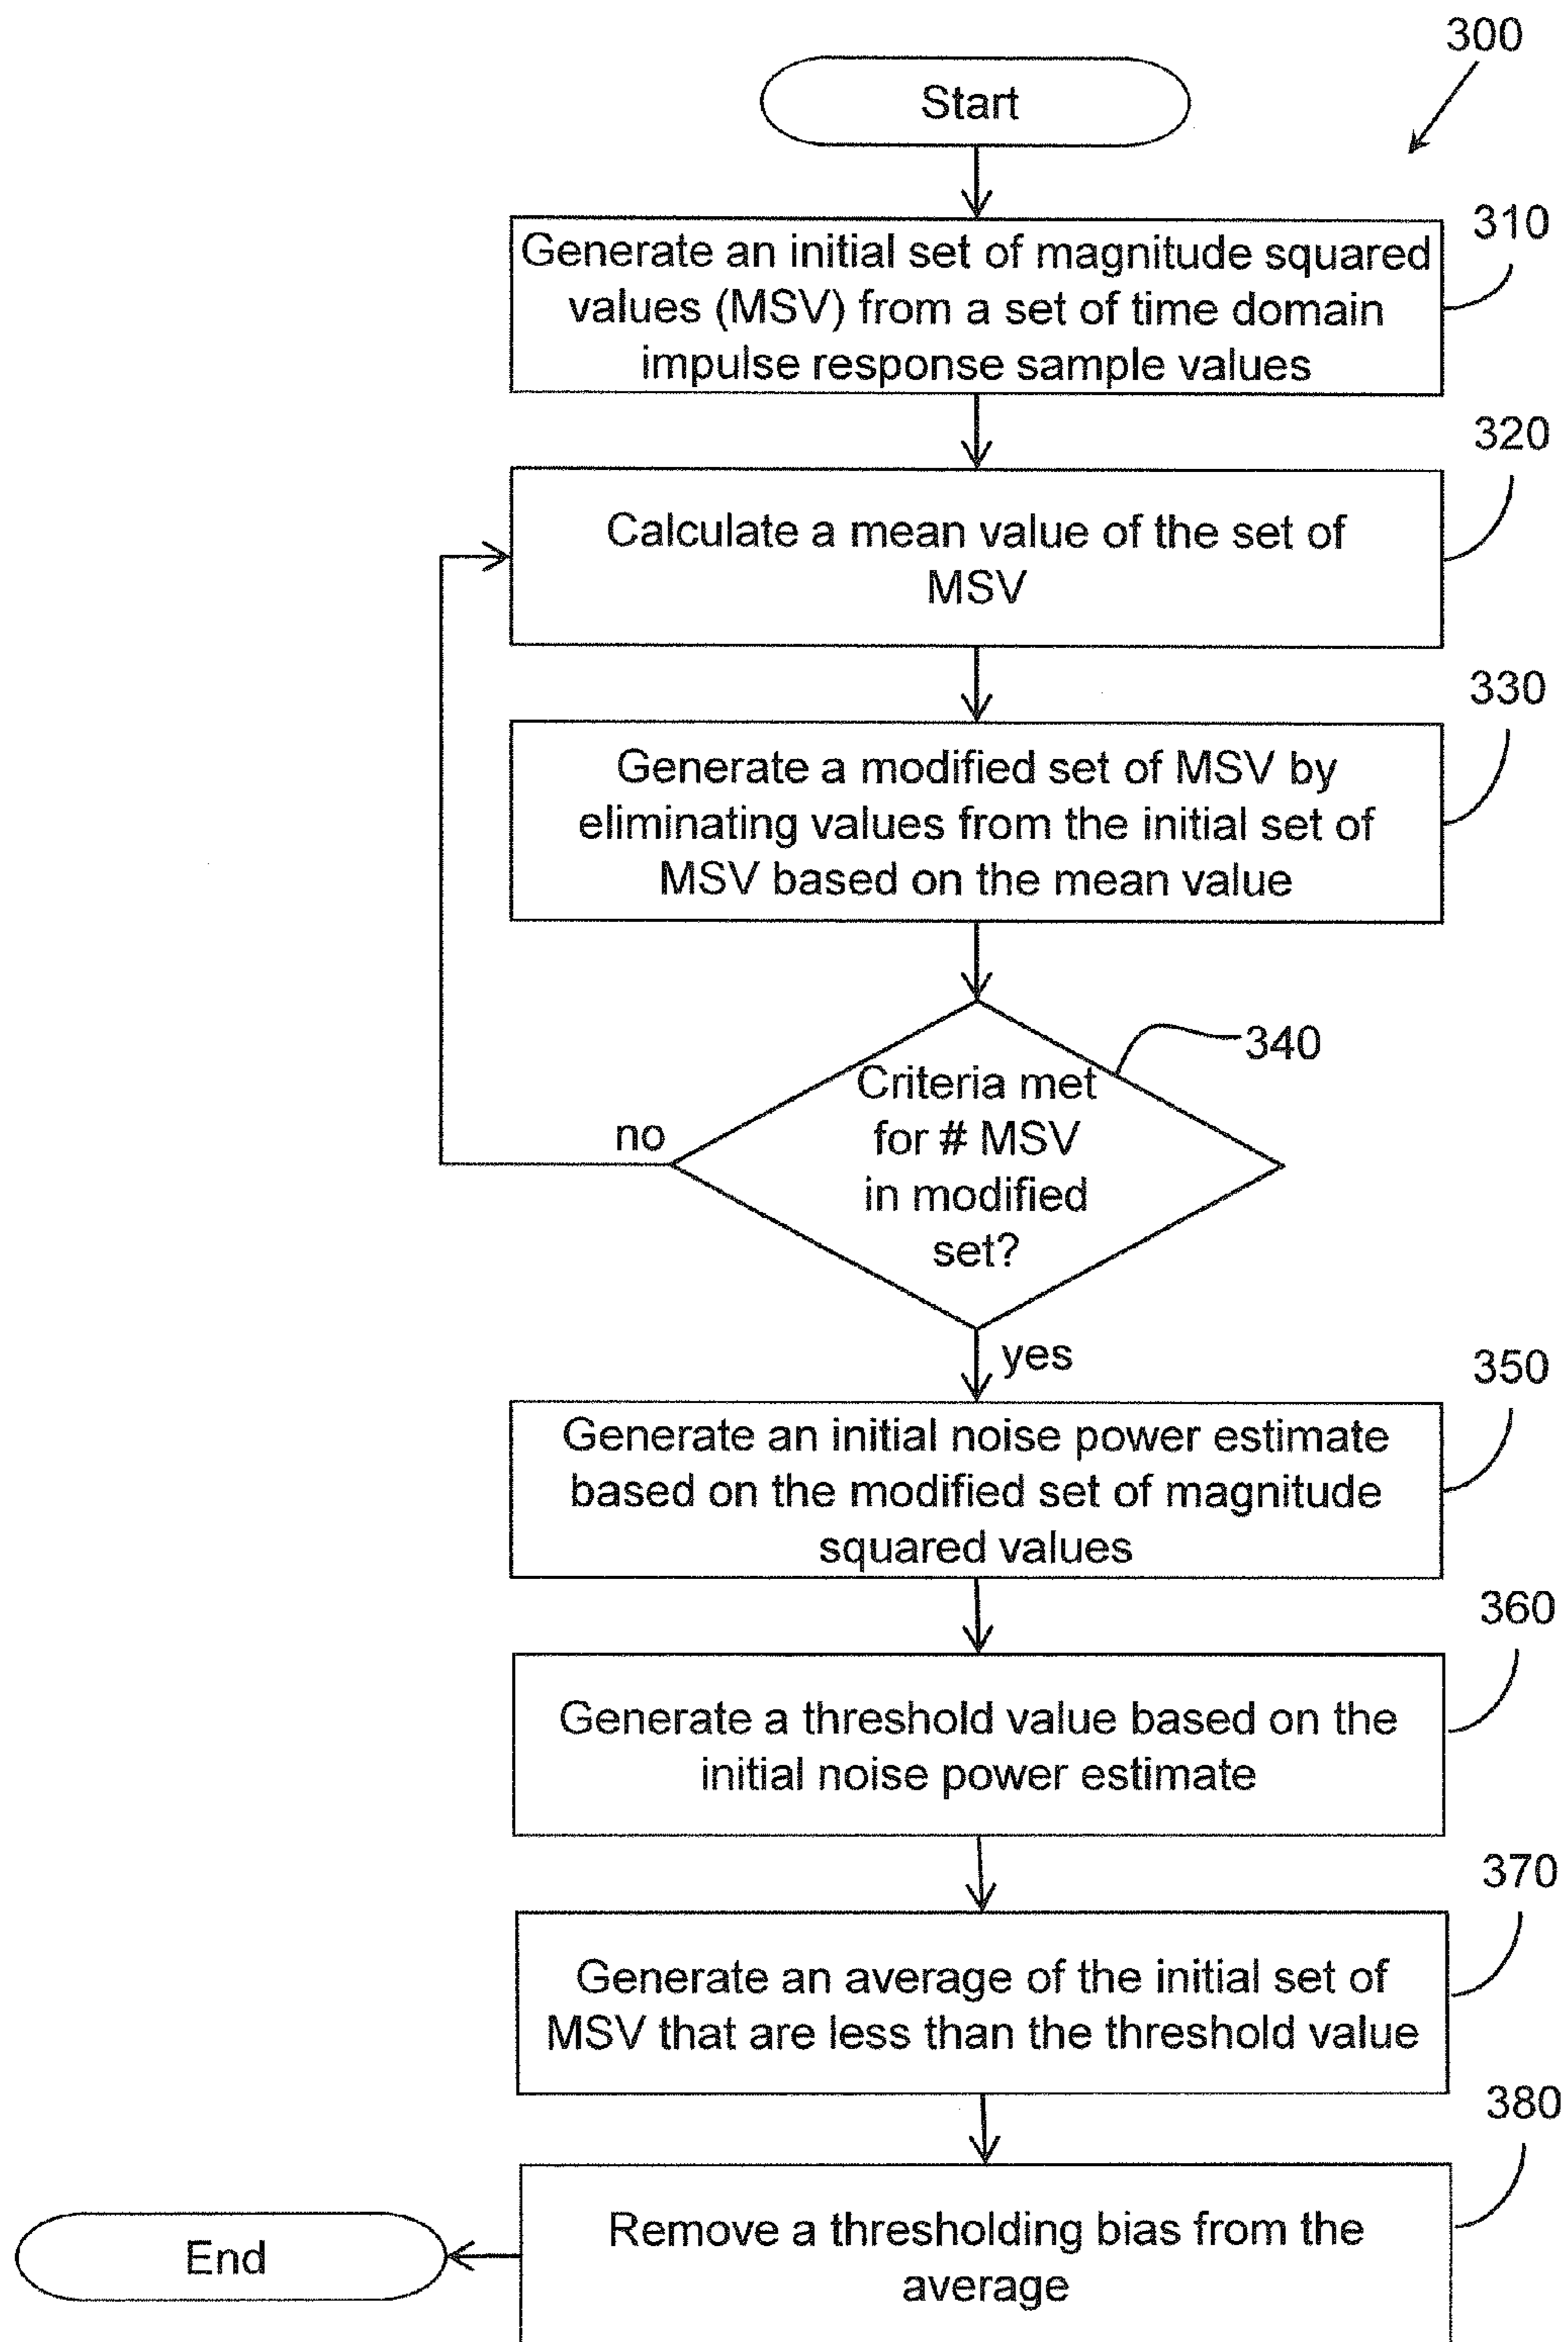 300
Start
310
Generate an initial set of magnitude squared
values (MSV) from a set of time domain
impulse response sample values
320
Calculate a mean value of the set of
MSV
330
Generate a modified set of MSV by
eliminating values from the initial set of
MSV based on the mean value
340
Criteria met
for # MSV
in modified
set?
no
yes
350
Generate an initial noise power estimate
based on the modified set of magnitude
squared values
360
Generate a threshold value based on the
initial noise power estimate
370
Generate an average of the initial set of
MSV that are less than the threshold value
380
Remove a thresholding bias from the
average
End